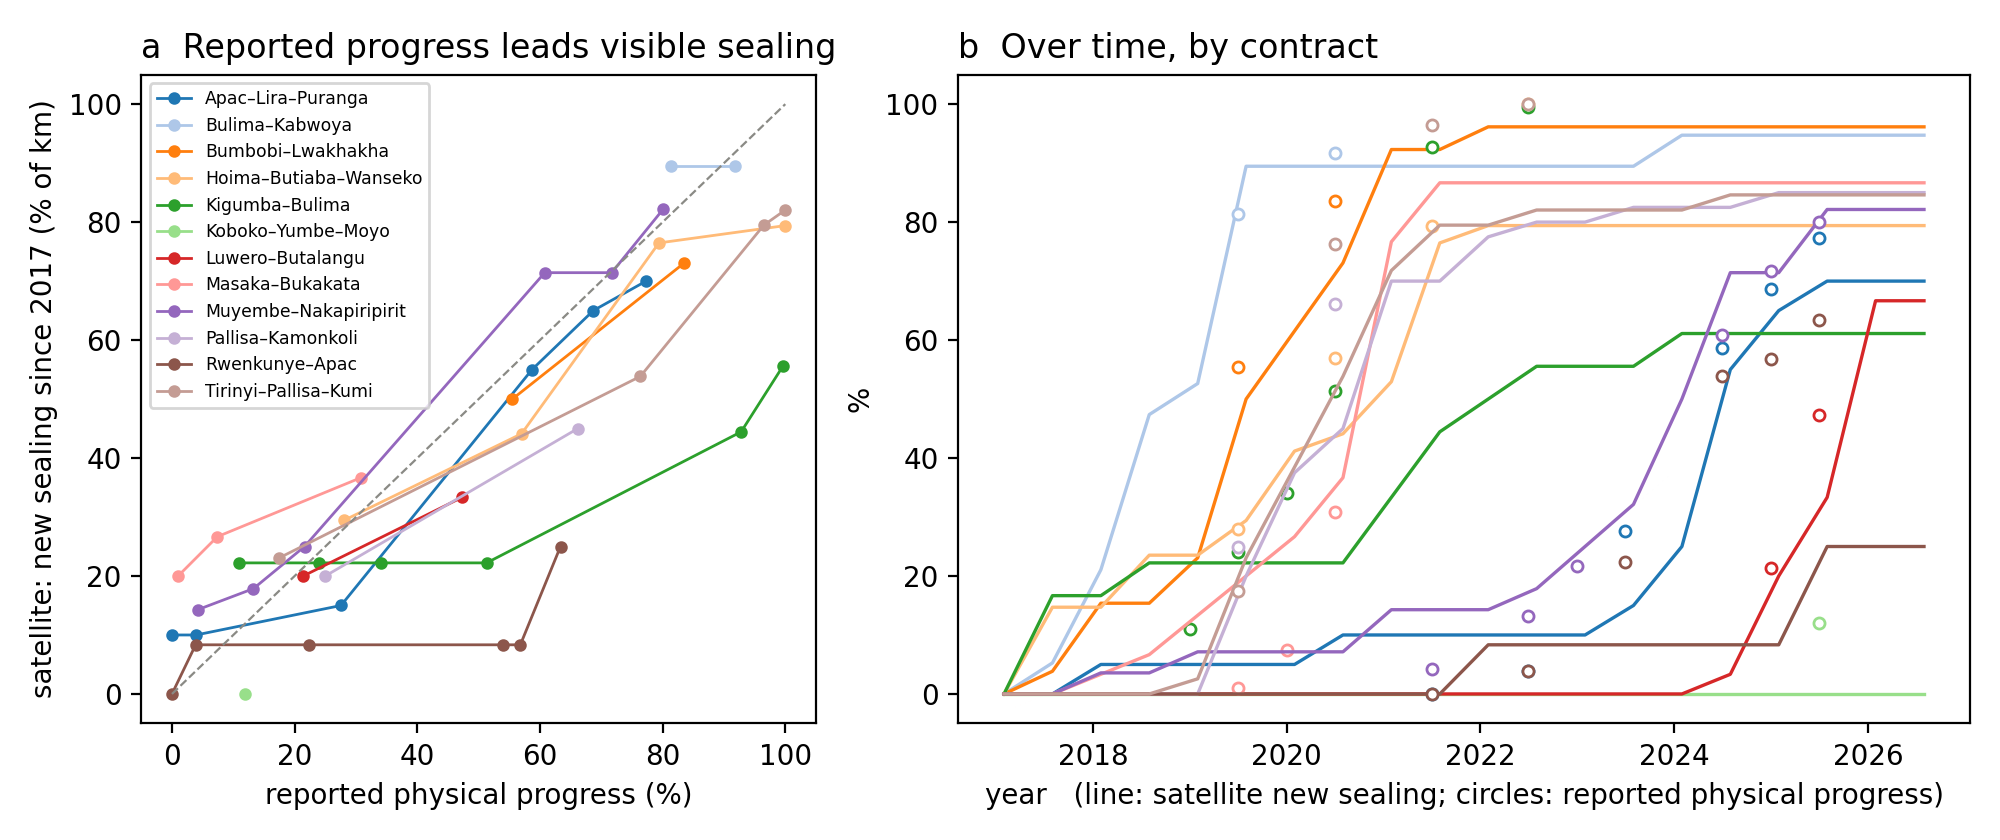 a  Reported progress leads visible sealing
satellite: new sealing since 2017 (% of km)
100
80
60
40
20
0
Apac–Lira–Puranga
Bulima–Kabwoya
Bumbobi–Lwakhakha
Hoima–Butiaba–Wanseko
Kigumba–Bulima
Koboko–Yumbe–Moyo
Luwero–Butalangu
Masaka–Bukakata
Muyembe–Nakapiripirit
Pallisa–Kamonkoli
Rwenkunye–Apac
Tirinyi–Pallisa–Kumi
0 20 40 60 80 100
reported physical progress (%)
b  Over time, by contract
%
100
80
60
40
20
0
2018 2020 2022 2024 2026
year   (line: satellite new sealing; circles: reported physical progress)